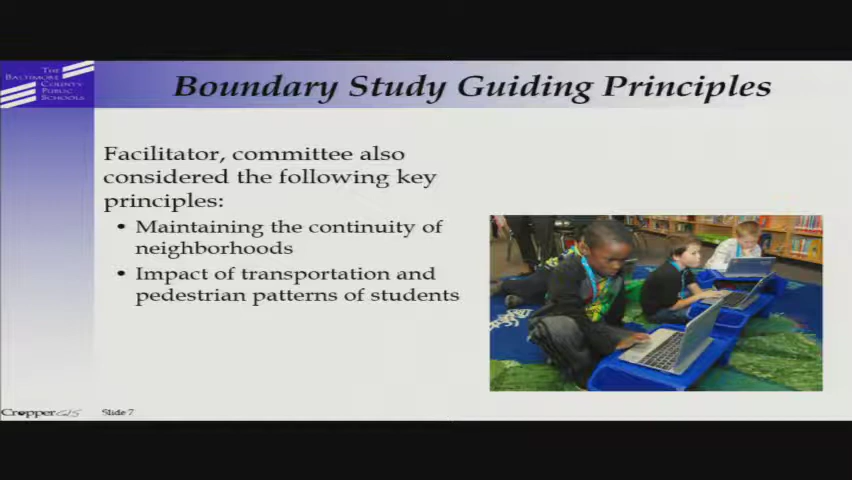 THE
BALTIMORE
COUNTY
PUBLIC
SCHOOLS
Boundary Study Guiding Principles
Facilitator, committee also
considered the following key
principles:
• Maintaining the continuity of
neighborhoods
• Impact of transportation and
pedestrian patterns of students
CropperGIS
Slide 7